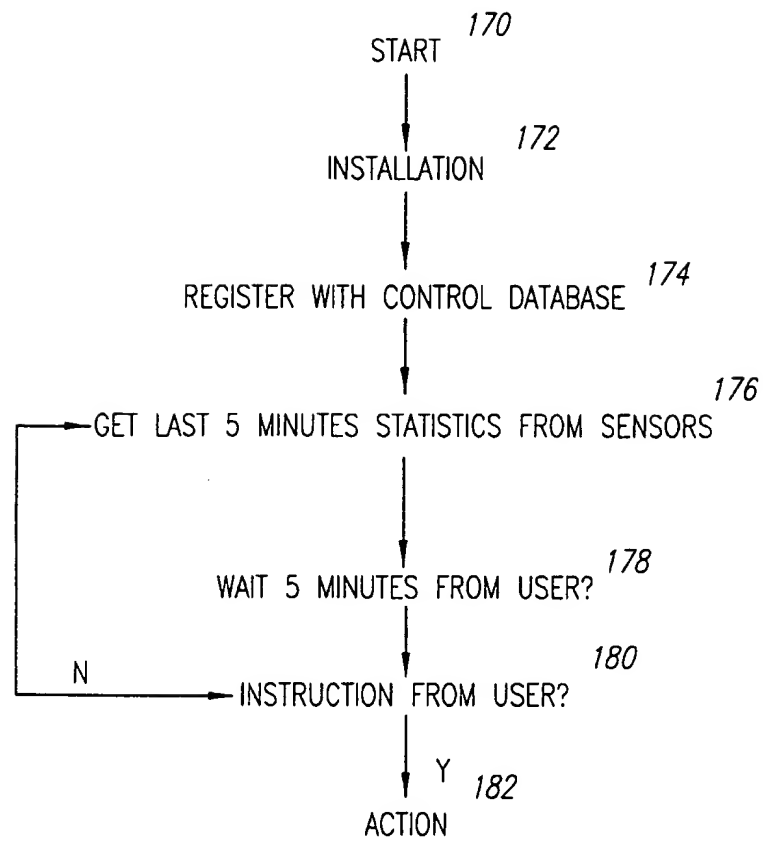 170
START
172
INSTALLATION
174
REGISTER WITH CONTROL DATABASE
176
GET LAST 5 MINUTES STATISTICS FROM SENSORS
178
WAIT 5 MINUTES FROM USER?
180
N
INSTRUCTION FROM USER?
Y
182
ACTION